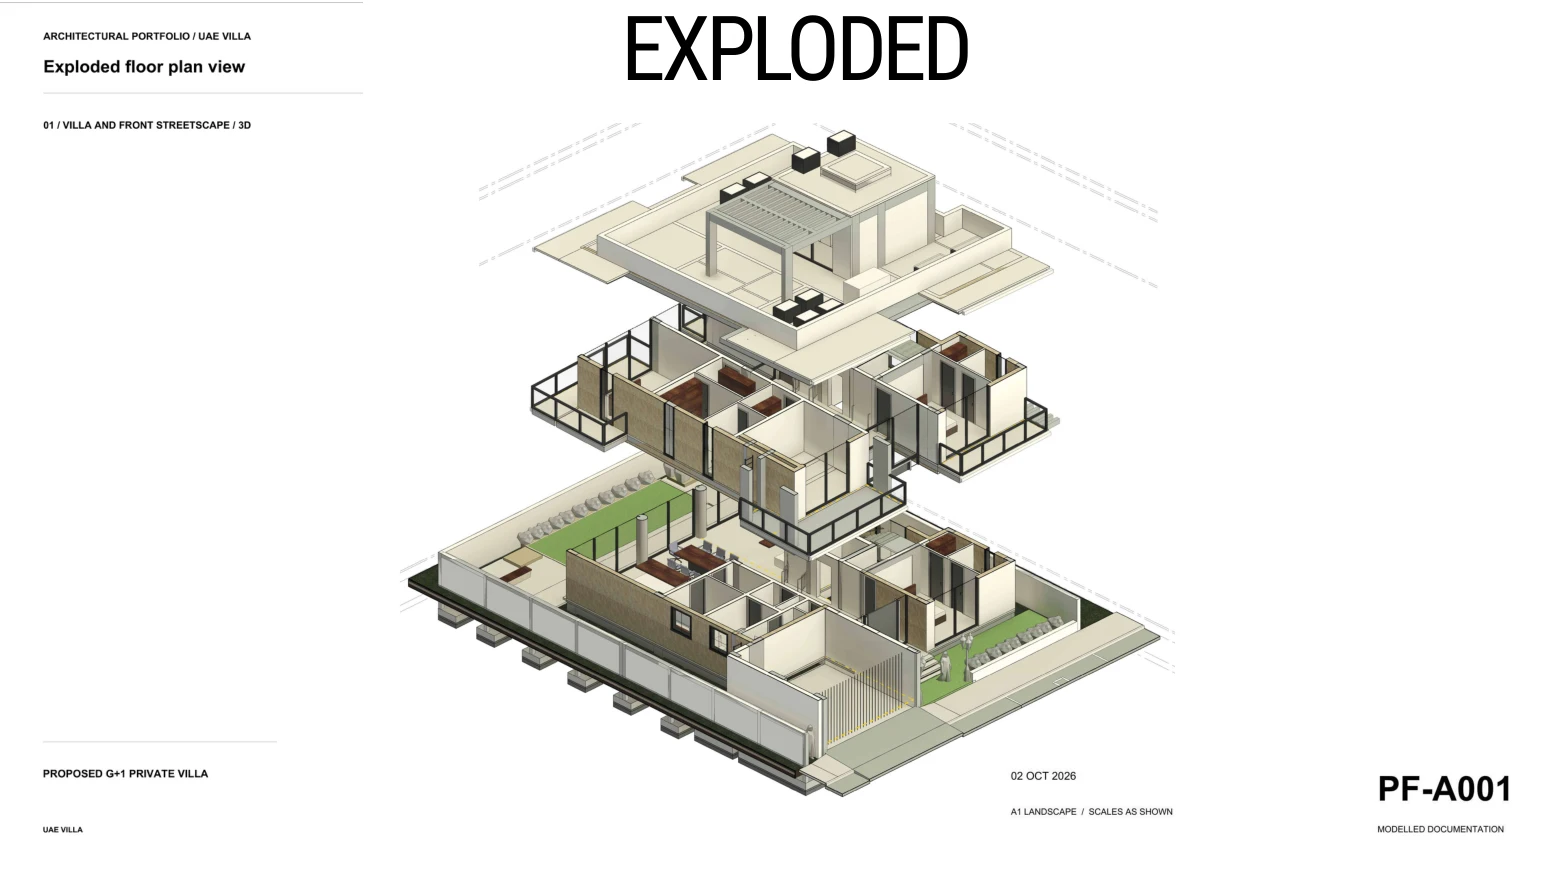 ARCHITECTURAL PORTFOLIO / UAE VILLA
Exploded floor plan view
EXPLODED
01 / VILLA AND FRONT STREETSCAPE / 3D
PROPOSED G+1 PRIVATE VILLA
UAE VILLA
02 OCT 2026
A1 LANDSCAPE / SCALES AS SHOWN
PF-A001
MODELLED DOCUMENTATION